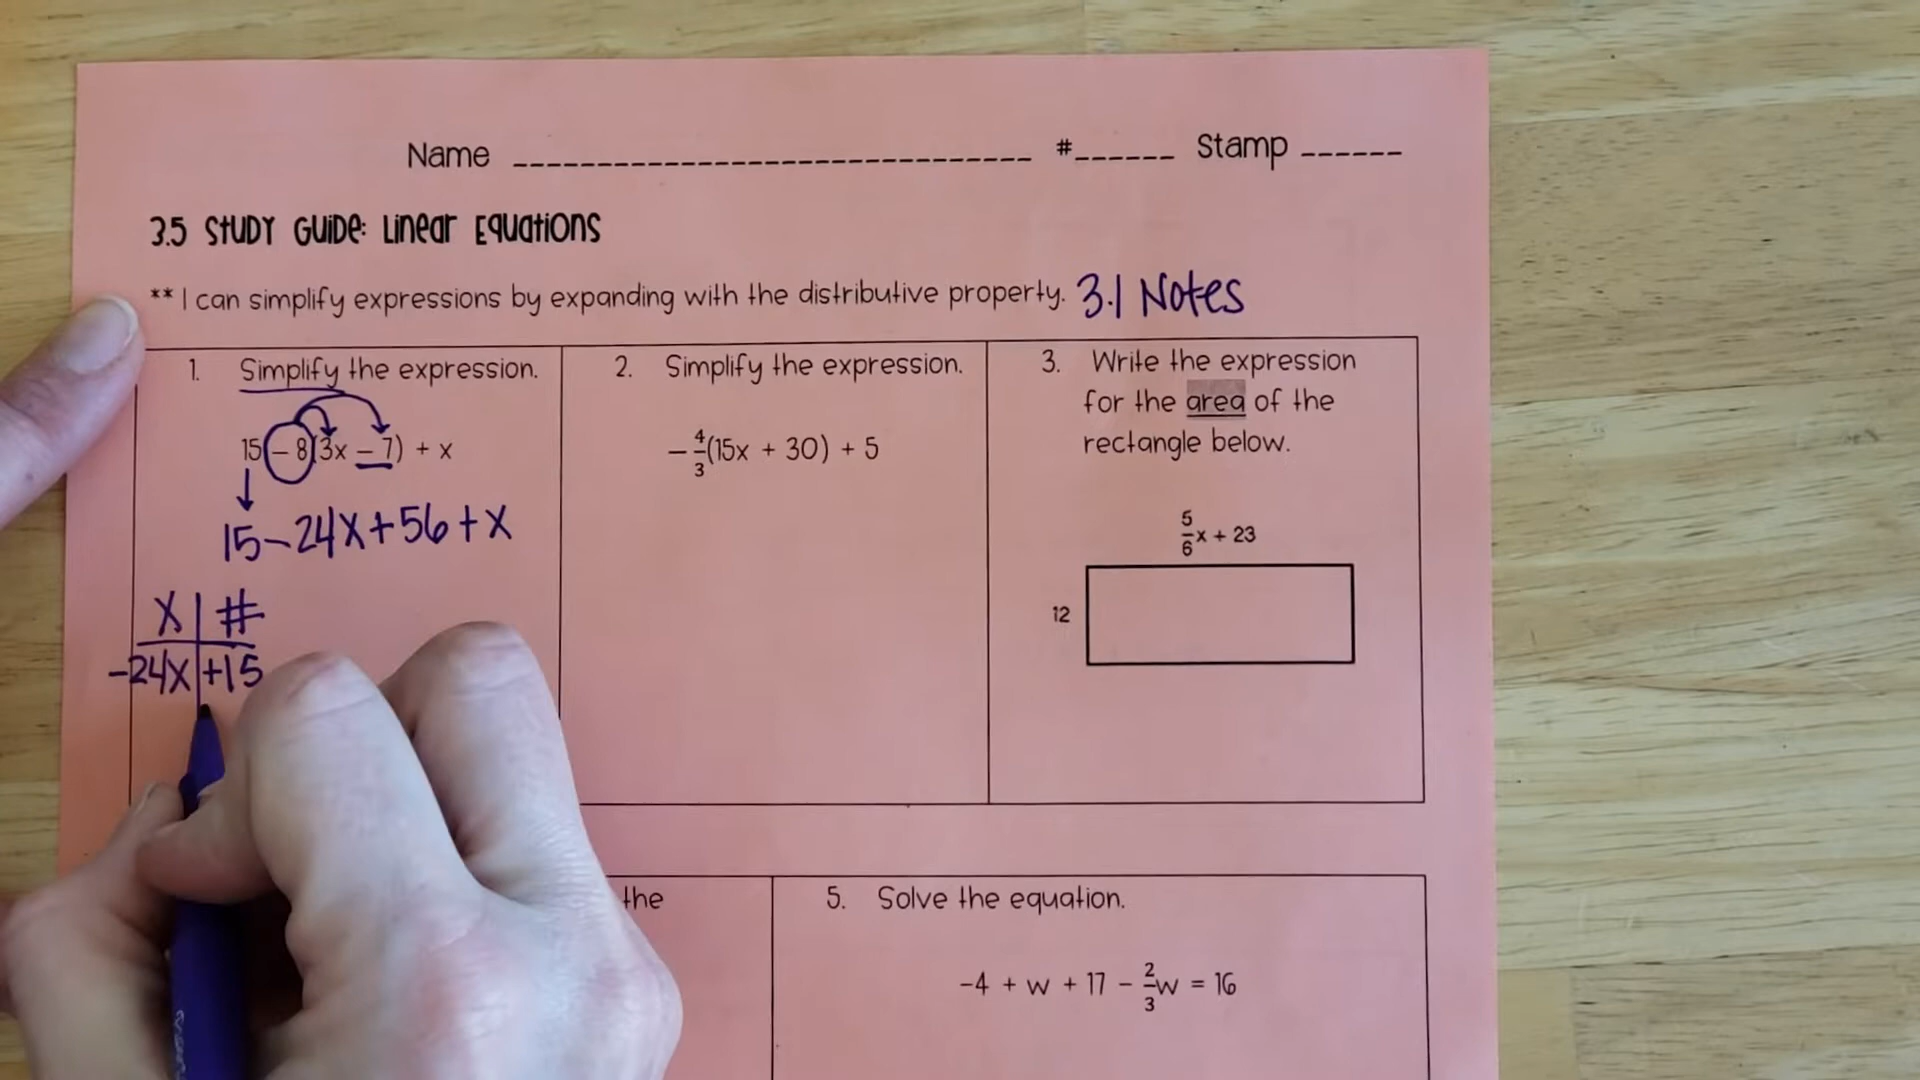 Name ______________________________ #______ Stamp ______
3.5 Study Guide: Linear Equations
** I can simplify expressions by expanding with the distributive property. 3.1 Notes
1. Simplify the expression.
15 – 8(3x – 7) + x
15-24x+56+x
x | #
-24x | +15
2. Simplify the expression.
-4/3(15x + 30) + 5
3. Write the expression
for the area of the
rectangle below.
5/6x + 23
12
the
5. Solve the equation.
-4 + w + 17 - 2/3w = 16